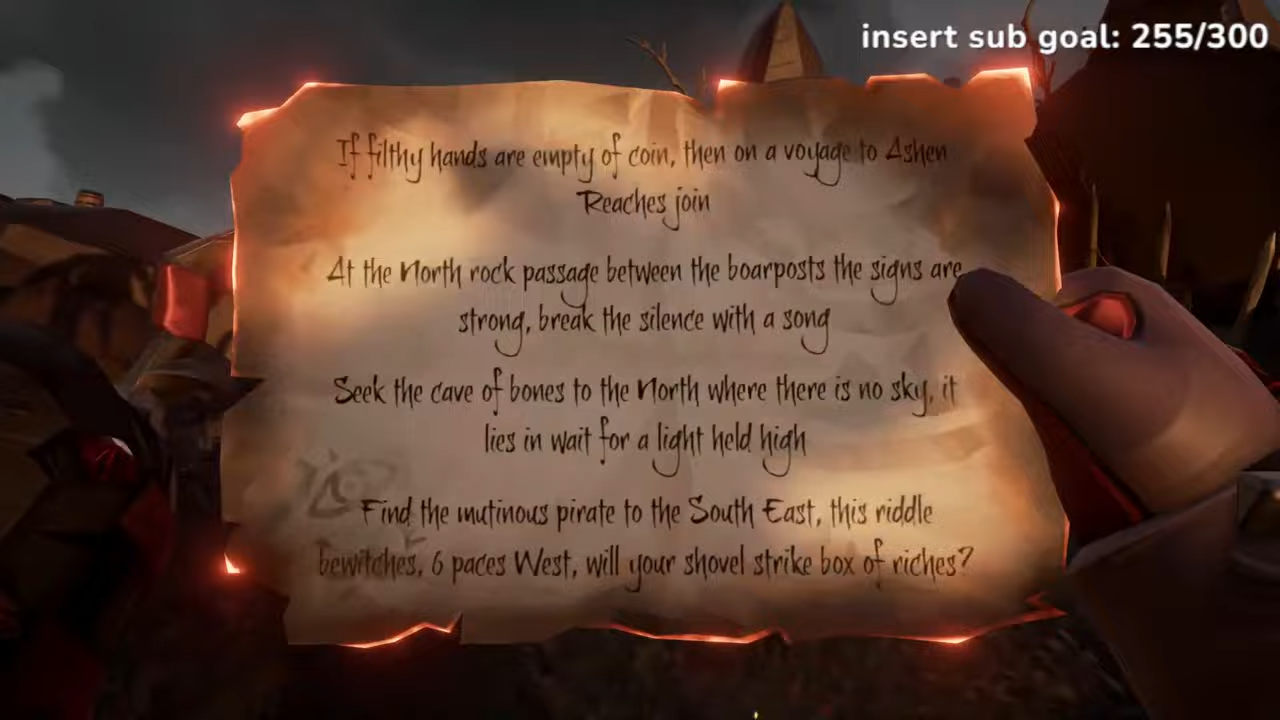 insert sub goal: 255/300
If filthy hands are empty of coin, then on a voyage to Ashen
Reaches join
At the North rock passage between the boarposts the signs are
strong, break the silence with a song
Seek the cave of bones to the North where there is no sky, it
lies in wait for a light held high
Find the mutinous pirate to the South East, this riddle
bewitches, 6 paces West, will your shovel strike box of riches?